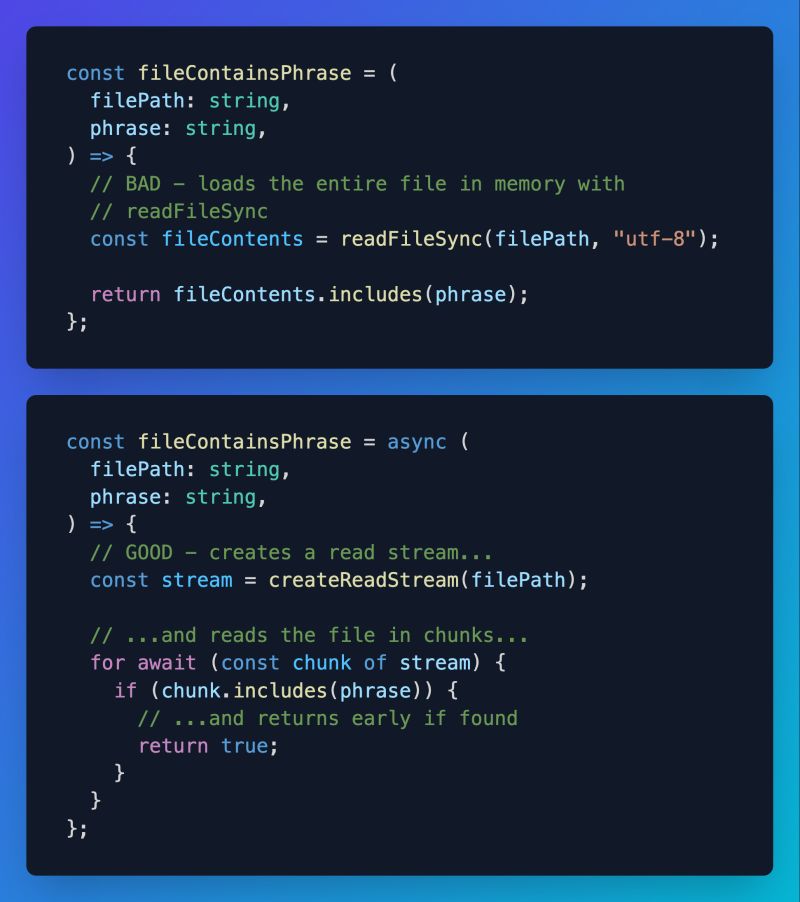 const fileContainsPhrase = (
  filePath: string,
  phrase: string,
) => {
  // BAD – loads the entire file in memory with
  // readFileSync
  const fileContents = readFileSync(filePath, "utf-8");
  return fileContents.includes(phrase);
};
const fileContainsPhrase = async (
  filePath: string,
  phrase: string,
) => {
  // GOOD – creates a read stream...
  const stream = createReadStream(filePath);
  // ...and reads the file in chunks...
  for await (const chunk of stream) {
    if (chunk.includes(phrase)) {
      // ...and returns early if found
      return true;
    }
  }
};